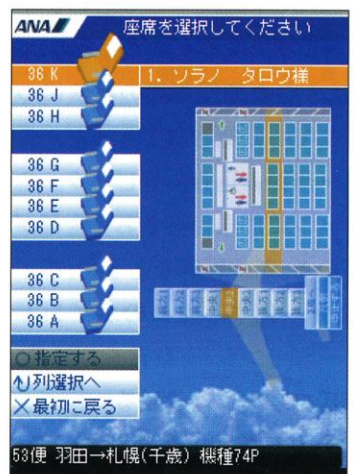 ANA
座席を選択してください
36 K
1. ソラノ タロウ様
36 J
36 H
36 G
36 F
36 E
36 D
36 C
36 B
36 A
○指定する
列選択へ
×最初に戻る
53便 羽田→札幌(千歳) 機種74P